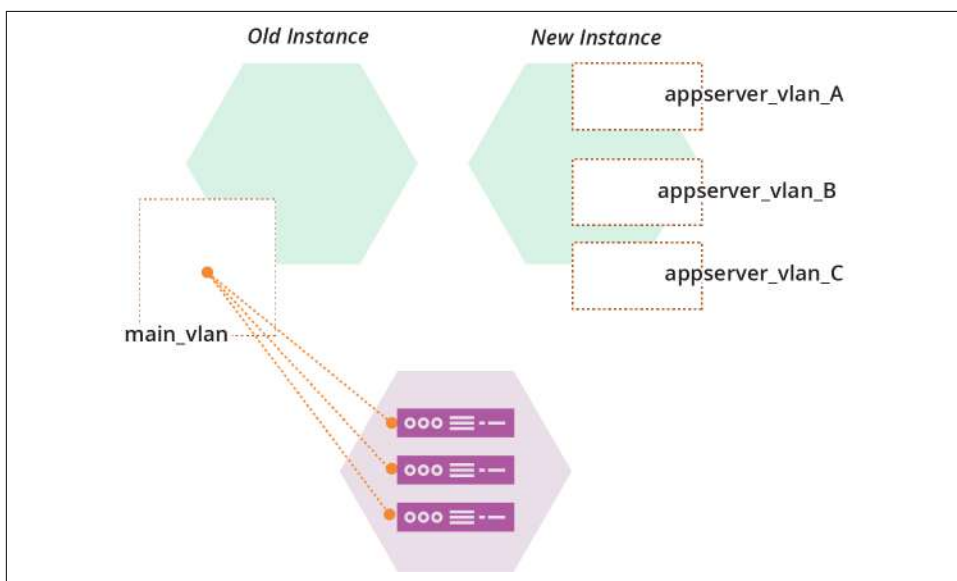 Old Instance
New Instance
appserver_vlan_A
appserver_vlan_B
appserver_vlan_C
main_vlan